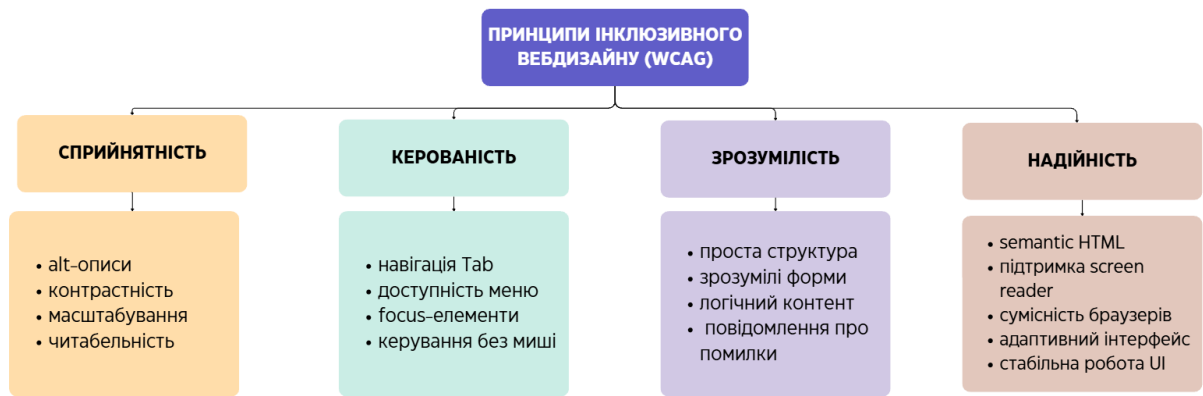 ПРИНЦИПИ ІНКЛЮЗИВНОГО
ВЕБДИЗАЙНУ (WCAG)
СПРИЙНЯТНІСТЬ
КЕРОВАНІСТЬ
ЗРОЗУМІЛІСТЬ
НАДІЙНІСТЬ
• alt-описи
• контрастність
• масштабування
• читабельність
• навігація Tab
• доступність меню
• focus-елементи
• керування без миші
• проста структура
• зрозумілі форми
• логічний контент
• повідомлення про
помилки
• semantic HTML
• підтримка screen
reader
• сумісність браузерів
• адаптивний інтерфейс
• стабільна робота UI